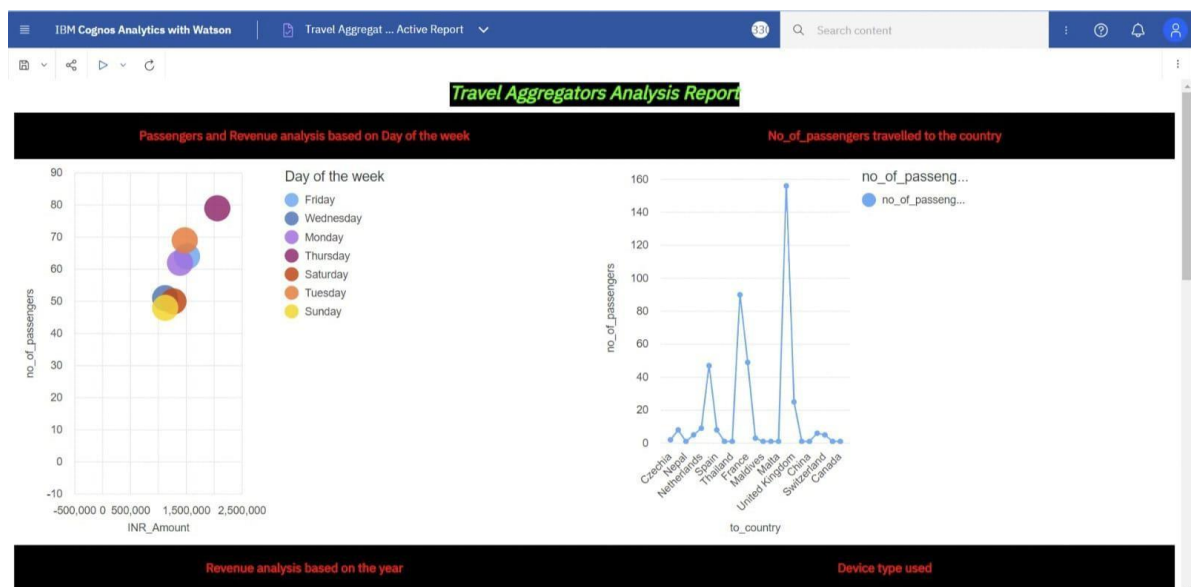 IBM Cognos Analytics with Watson
Travel Aggregat ... Active Report
Search content
Travel Aggregators Analysis Report
Passengers and Revenue analysis based on Day of the week
No_of_passengers travelled to the country
90
80
70
60
50
40
30
20
10
0
-10
no_of_passengers
-500,000 0 500,000 1,500,000 2,500,000
INR_Amount
Day of the week
Friday
Wednesday
Monday
Thursday
Saturday
Tuesday
Sunday
160
140
120
100
80
60
40
20
0
no_of_passengers
Czechia
Nepal
Netherlands
Spain
Thailand
France
Maldives
Malta
United Kingdom
China
Switzerland
Canada
to_country
no_of_passeng...
no_of_passeng...
Revenue analysis based on the year
Device type used